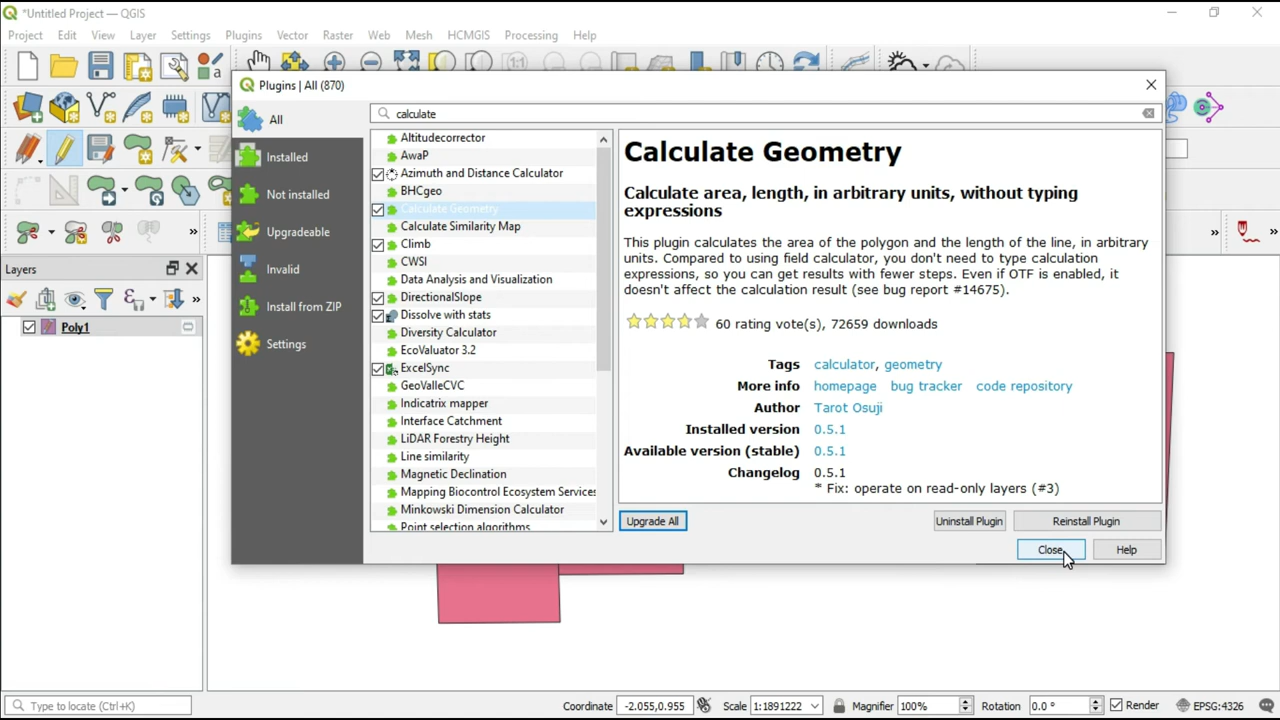 "Untitled Project — QGIS
Project Edit View Layer Settings Plugins Vector Raster Web Mesh HCMGIS Processing Help
Plugins | All (870)
calculate
All
Installed
Not installed
Upgradeable
Invalid
Install from ZIP
Settings
Altitudecorrector
AwaP
Azimuth and Distance Calculator
BHCgeo
Calculate Geometry
Calculate Similarity Map
Climb
CWSI
Data Analysis and Visualization
DirectionalSlope
Dissolve with stats
Diversity Calculator
EcoValuator 3.2
ExcelSync
GeoValleCVC
Indicatrix mapper
Interface Catchment
LiDAR Forestry Height
Line similarity
Magnetic Declination
Mapping Biocontrol Ecosystem Services
Minkowski Dimension Calculator
Point selection algorithms
Calculate Geometry
Calculate area, length, in arbitrary units, without typing
expressions
This plugin calculates the area of the polygon and the length of the line, in arbitrary
units. Compared to using field calculator, you don't need to type calculation
expressions, so you can get results with fewer steps. Even if OTF is enabled, it
doesn't affect the calculation result (see bug report #14675).
60 rating vote(s), 72659 downloads
Tags calculator, geometry
More info homepage bug tracker code repository
Author Tarot Osuji
Installed version 0.5.1
Available version (stable) 0.5.1
Changelog 0.5.1
* Fix: operate on read-only layers (#3)
Upgrade All Uninstall Plugin Reinstall Plugin
Close Help
Layers
Poly1
Type to locate (Ctrl+K) Coordinate -2.055,0.955 Scale 1:1891222 Magnifier 100% Rotation 0.0 ° Render EPSG:4326